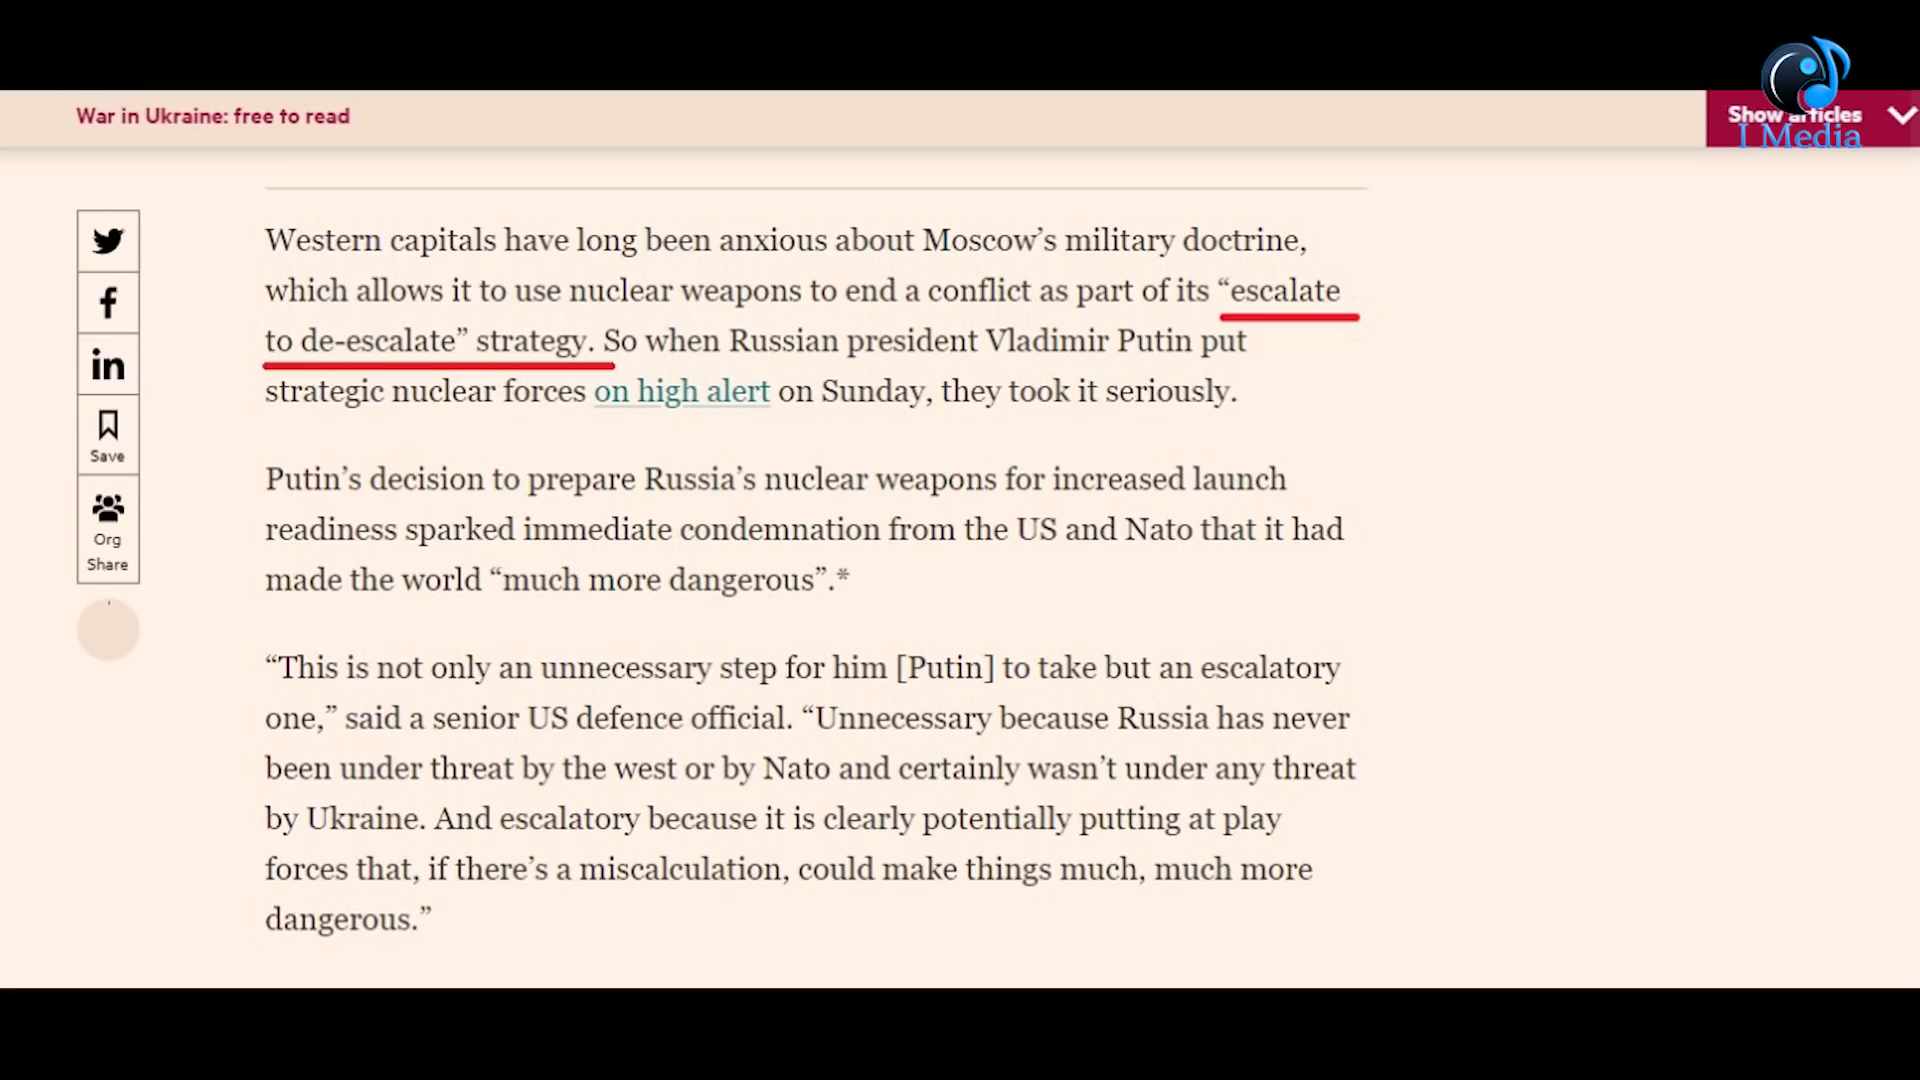 War in Ukraine: free to read
Show articles
I Media
Western capitals have long been anxious about Moscow’s military doctrine,
which allows it to use nuclear weapons to end a conflict as part of its “escalate
to de-escalate” strategy. So when Russian president Vladimir Putin put
strategic nuclear forces on high alert on Sunday, they took it seriously.
Putin’s decision to prepare Russia’s nuclear weapons for increased launch
readiness sparked immediate condemnation from the US and Nato that it had
made the world “much more dangerous”.*
“This is not only an unnecessary step for him [Putin] to take but an escalatory
one,” said a senior US defence official. “Unnecessary because Russia has never
been under threat by the west or by Nato and certainly wasn’t under any threat
by Ukraine. And escalatory because it is clearly potentially putting at play
forces that, if there’s a miscalculation, could make things much, much more
dangerous.”
Save
Org
Share